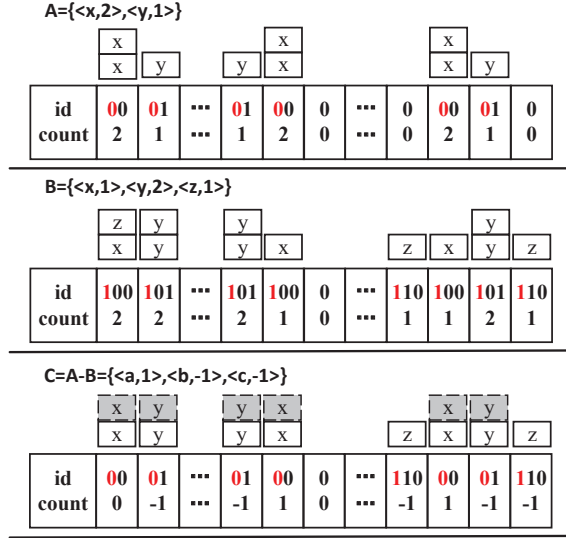 A={<x,2>,<y,1>}
x x x
x y y x x y
id 00 01 ... 01 00 0 ... 0 00 01 0
count 2 1 ... 1 2 0 ... 0 2 1 0
B={<x,1>,<y,2>,<z,1>}
z y y y
x y y x z x y z
id 100 101 ... 101 100 0 ... 110 100 101 110
count 2 2 ... 2 1 0 ... 1 1 2 1
C=A-B={<a,1>,<b,-1>,<c,-1>}
x y y x x y
x y y x z x y z
id 00 01 ... 01 00 0 ... 110 00 01 110
count 0 -1 ... -1 1 0 ... -1 1 -1 -1